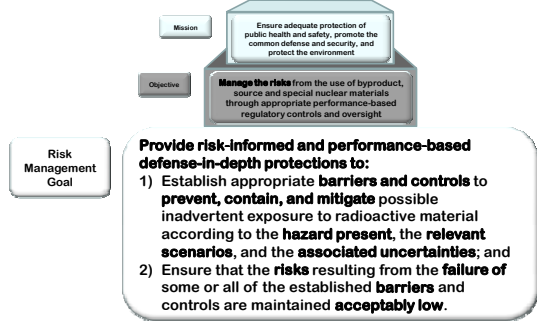 Mission
Ensure adequate protection of
public health and safety, promote the
common defense and security, and
protect the environment
Objective
Manage the risks from the use of byproduct,
source and special nuclear materials
through appropriate performance-based
regulatory controls and oversight
Risk
Management
Goal
Provide risk-informed and performance-based
defense-in-depth protections to:
1) Establish appropriate barriers and controls to
prevent, contain, and mitigate possible
inadvertent exposure to radioactive material
according to the hazard present, the relevant
scenarios, and the associated uncertainties; and
2) Ensure that the risks resulting from the failure of
some or all of the established barriers and
controls are maintained acceptably low.